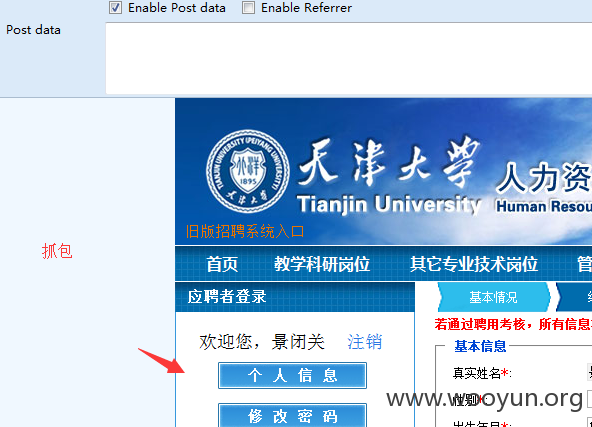 Enable Post data Enable Referrer
Post data
天津大学
Tianjin University
人力资
Human Resou
TIANJIN UNIVERSITY (PEIYANG UNIVERSITY)
1895
天津大学
旧版招聘系统入口
抓包
首页 教学科研岗位 其它专业技术岗位 管
应聘者登录
基本情况
若通过聘用考核，所有信息
欢迎您，景闭关 注销
基本信息
个人信息
真实姓名*:
性别*:
www.wooyun.org
修改密码
出生年月*: